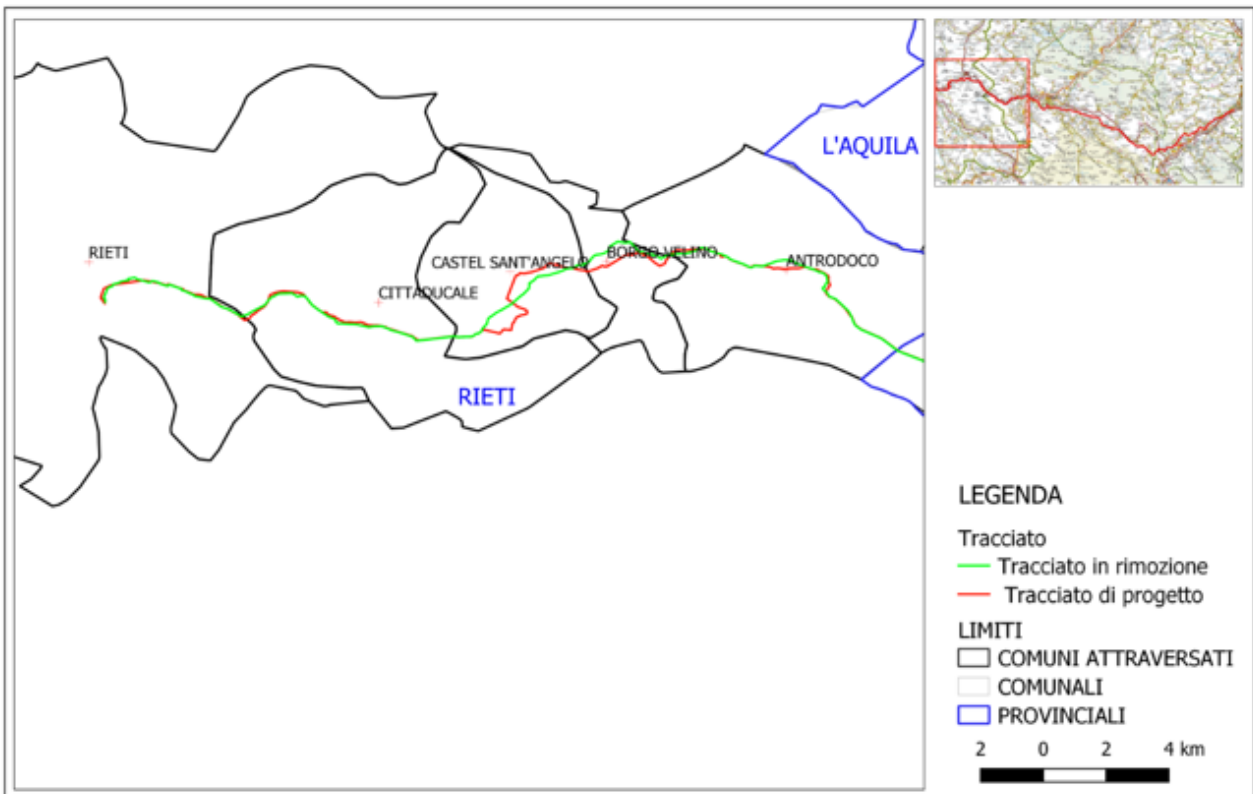 L'AQUILA
RIETI
BORGO VELINO
CASTEL SANT'ANGELO
ANTRODOCO
CITTADUCALE
RIETI
LEGENDA
Tracciato
Tracciato in rimozione
Tracciato di progetto
LIMITI
COMUNI ATTRAVERSATI
COMUNALI
PROVINCIALI
2 0 2 4 km